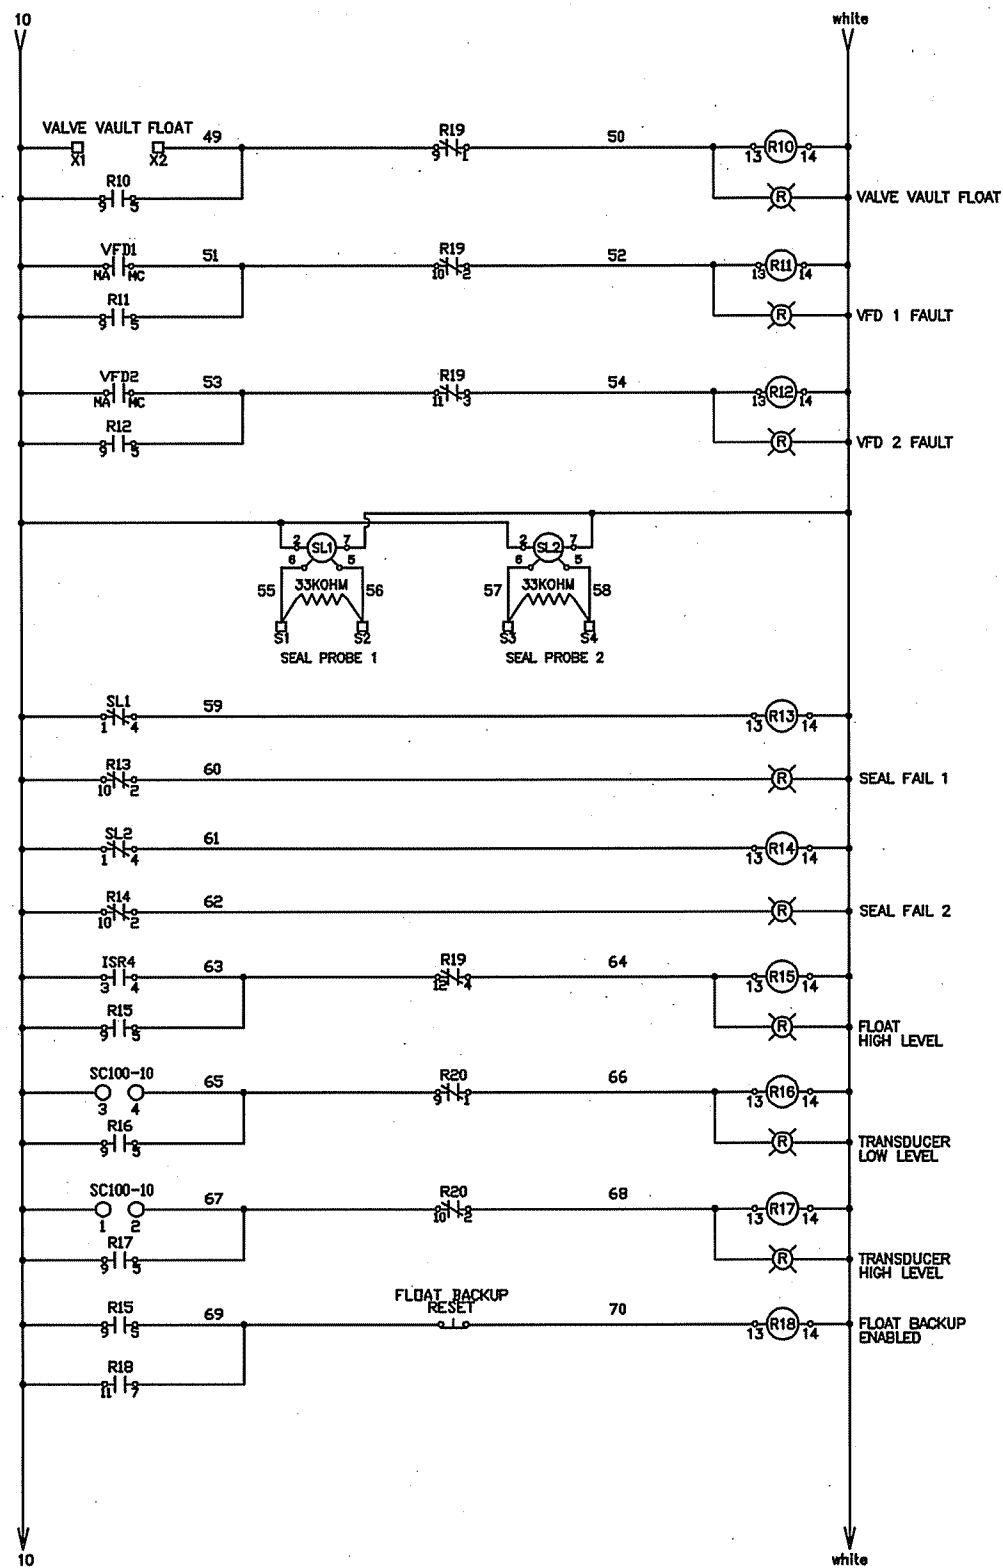 10 white
VALVE VAULT FLOAT 49 R19 50 R10
X1 X2 9 1 13 14
R10 R VALVE VAULT FLOAT
9 5
VFD1 51 R19 52 R11
MA MC 10 2 13 14
R11 R VFD 1 FAULT
9 5
VFD2 53 R19 54 R12
MA MC 11 3 13 14
R12 R VFD 2 FAULT
9 5
2 SL1 7 2 SL2 7
6 5 6 5
55 33KOHM 56 57 33KOHM 58
S1 S2 S3 S4
SEAL PROBE 1 SEAL PROBE 2
SL1 59 R13
1 4 13 14
R13 60 R SEAL FAIL 1
10 2
SL2 61 R14
1 4 13 14
R14 62 R SEAL FAIL 2
10 2
ISR4 63 R19 64 R15
3 4 12 4 13 14
R15 R FLOAT
9 5 HIGH LEVEL
SC100-10 65 R20 66 R16
3 4 9 1 13 14
R16 R TRANSDUCER
9 5 LOW LEVEL
SC100-10 67 R20 68 R17
1 2 10 2 13 14
R17 R TRANSDUCER
9 5 HIGH LEVEL
R15 69 FLOAT BACKUP 70 R18 FLOAT BACKUP
9 5 RESET 13 14 ENABLED
R18
11 7
10 white